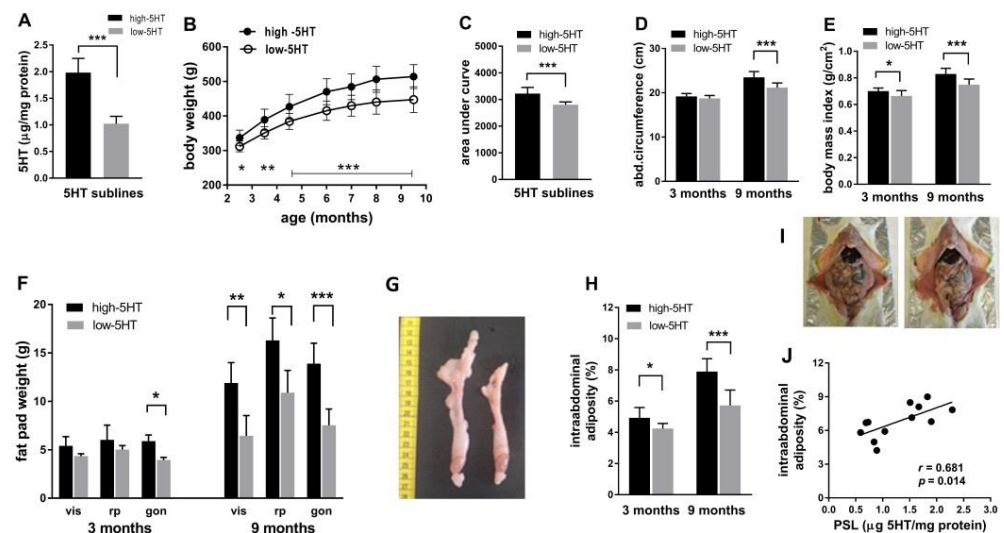 A
high-5HT
low-5HT
***
5HT (µg/mg protein)
2.5
2.0
1.5
1.0
0.5
0.0
5HT sublines
B
high -5HT
low-5HT
body weight (g)
600
500
400
300
200
* ** ***
2 3 4 5 6 7 8 9 10
age (months)
C
high-5HT
low-5HT
***
area under curve
5000
4000
3000
2000
1000
0
5HT sublines
D
high-5HT
low-5HT
***
abd.circumference (cm)
30
20
10
0
3 months 9 months
E
high-5HT
low-5HT
* ***
body mass index (g/cm²)
1.0
0.8
0.6
0.4
0.2
0.0
3 months 9 months
F
high-5HT
low-5HT
** * ***
*
fat pad weight (g)
20
15
10
5
0
vis rp gon vis rp gon
3 months 9 months
G
H
high-5HT
low-5HT
* ***
intraabdominal
adiposity (%)
12
10
8
6
4
2
0
3 months 9 months
I
J
intraabdominal
adiposity (%)
12
9
6
3
0
r = 0.681
p = 0.014
0.0 0.5 1.0 1.5 2.0 2.5 3.0
PSL (µg 5HT/mg protein)